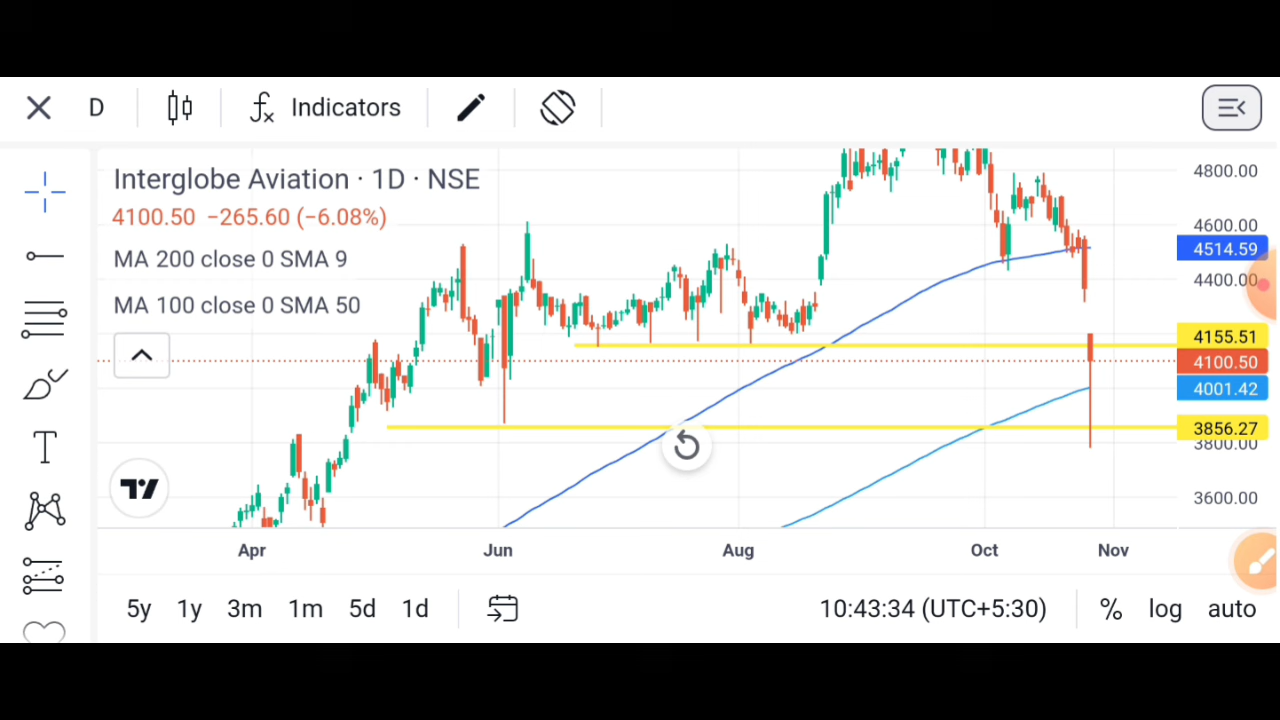 D Indicators
Interglobe Aviation · 1D · NSE
4100.50 −265.60 (−6.08%)
MA 200 close 0 SMA 9
MA 100 close 0 SMA 50
4800.00
4600.00
4514.59
4400.00
4155.51
4100.50
4001.42
3856.27
3800.00
3600.00
Apr Jun Aug Oct Nov
5y 1y 3m 1m 5d 1d 10:43:34 (UTC+5:30) % log auto